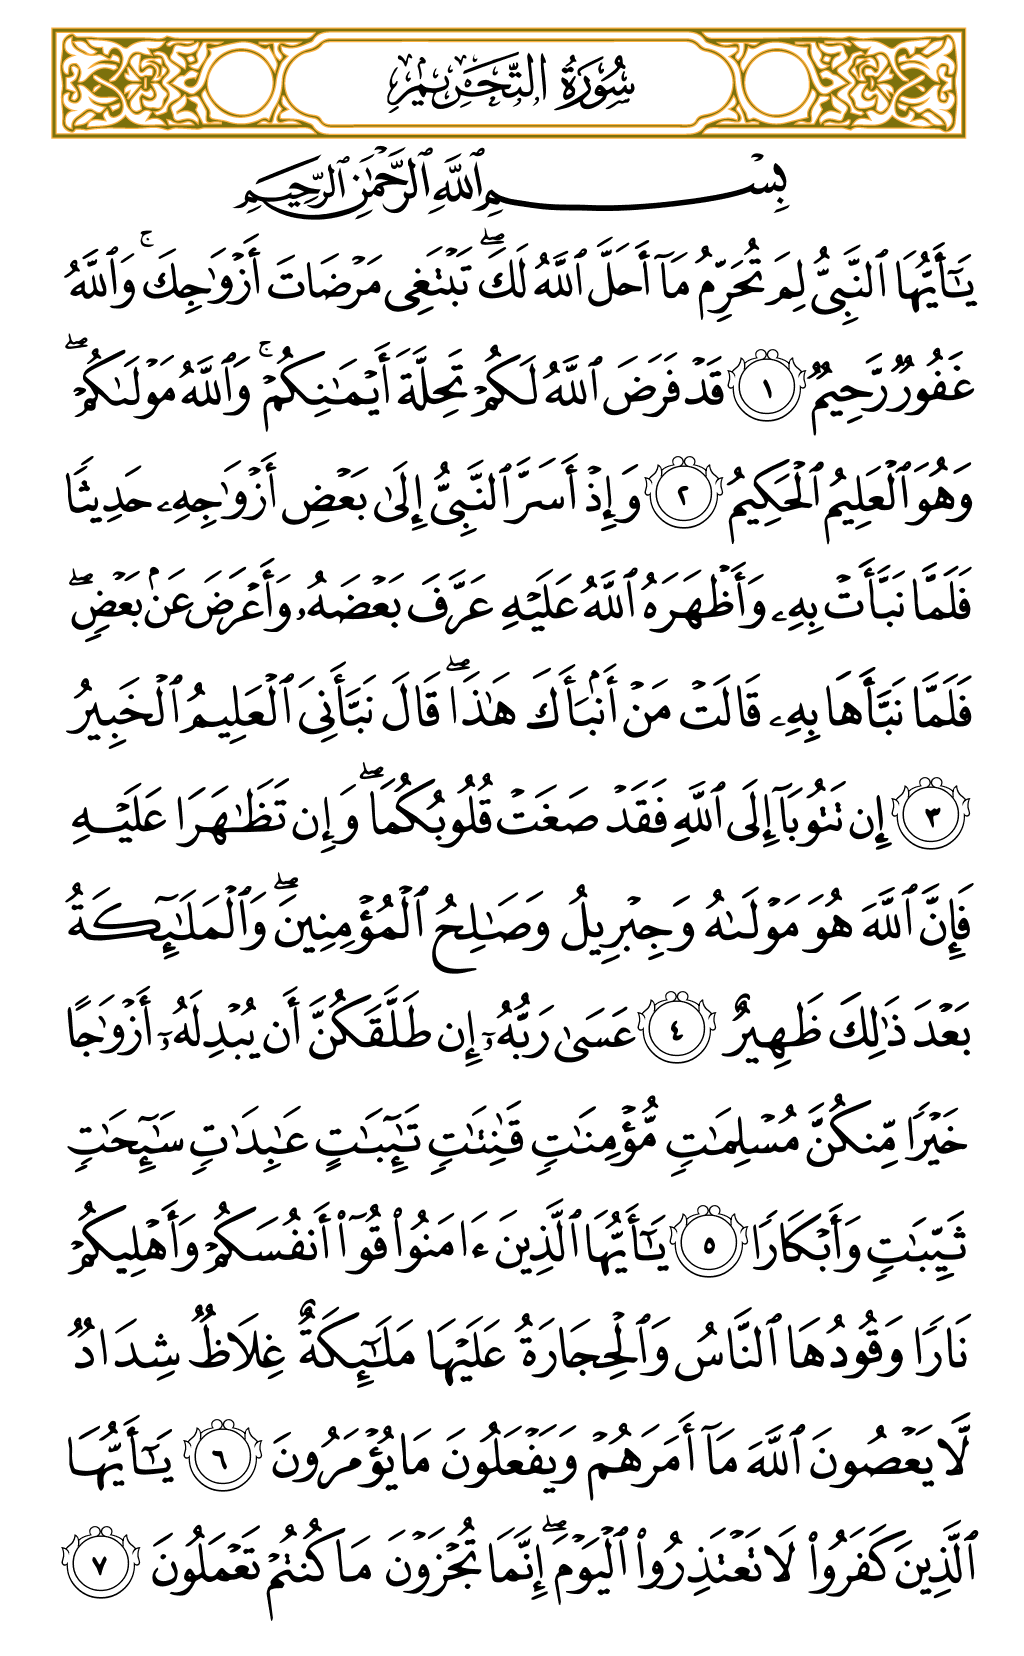 سُورَةُ التَّحۡرِيمِ
بِسۡمِ ٱللَّهِ ٱلرَّحۡمَٰنِ ٱلرَّحِيمِ
يَٰٓأَيُّهَا ٱلنَّبِيُّ لِمَ تُحَرِّمُ مَآ أَحَلَّ ٱللَّهُ لَكَۖ تَبۡتَغِي مَرۡضَاتَ أَزۡوَٰجِكَۚ وَٱللَّهُ
غَفُورٞ رَّحِيمٞ ١ قَدۡ فَرَضَ ٱللَّهُ لَكُمۡ تَحِلَّةَ أَيۡمَٰنِكُمۡۚ وَٱللَّهُ مَوۡلَىٰكُمۡۖ
وَهُوَ ٱلۡعَلِيمُ ٱلۡحَكِيمُ ٢ وَإِذۡ أَسَرَّ ٱلنَّبِيُّ إِلَىٰ بَعۡضِ أَزۡوَٰجِهِۦ حَدِيثٗا
فَلَمَّا نَبَّأَتۡ بِهِۦ وَأَظۡهَرَهُ ٱللَّهُ عَلَيۡهِ عَرَّفَ بَعۡضَهُۥ وَأَعۡرَضَ عَنۢ بَعۡضٖۖ
فَلَمَّا نَبَّأَهَا بِهِۦ قَالَتۡ مَنۡ أَنۢبَأَكَ هَٰذَاۖ قَالَ نَبَّأَنِيَ ٱلۡعَلِيمُ ٱلۡخَبِيرُ
٣ إِن تَتُوبَآ إِلَى ٱللَّهِ فَقَدۡ صَغَتۡ قُلُوبُكُمَاۖ وَإِن تَظَٰهَرَا عَلَيۡهِ
فَإِنَّ ٱللَّهَ هُوَ مَوۡلَىٰهُ وَجِبۡرِيلُ وَصَٰلِحُ ٱلۡمُؤۡمِنِينَۖ وَٱلۡمَلَٰٓئِكَةُ
بَعۡدَ ذَٰلِكَ ظَهِيرٌ ٤ عَسَىٰ رَبُّهُۥٓ إِن طَلَّقَكُنَّ أَن يُبۡدِلَهُۥٓ أَزۡوَٰجًا
خَيۡرٗا مِّنكُنَّ مُسۡلِمَٰتٖ مُّؤۡمِنَٰتٖ قَٰنِتَٰتٖ تَٰٓئِبَٰتٍ عَٰبِدَٰتٖ سَٰٓئِحَٰتٖ
ثَيِّبَٰتٖ وَأَبۡكَارٗا ٥ يَٰٓأَيُّهَا ٱلَّذِينَ ءَامَنُواْ قُوٓاْ أَنفُسَكُمۡ وَأَهۡلِيكُمۡ
نَارٗا وَقُودُهَا ٱلنَّاسُ وَٱلۡحِجَارَةُ عَلَيۡهَا مَلَٰٓئِكَةٌ غِلَاظٞ شِدَادٞ
لَّا يَعۡصُونَ ٱللَّهَ مَآ أَمَرَهُمۡ وَيَفۡعَلُونَ مَا يُؤۡمَرُونَ ٦ يَٰٓأَيُّهَا
ٱلَّذِينَ كَفَرُواْ لَا تَعۡتَذِرُواْ ٱلۡيَوۡمَۖ إِنَّمَا تُجۡزَوۡنَ مَا كُنتُمۡ تَعۡمَلُونَ ٧